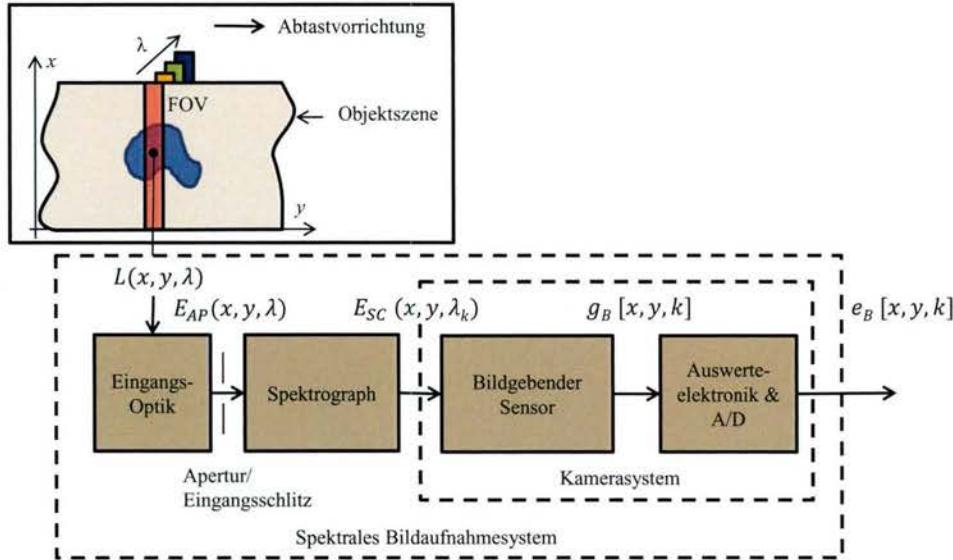 Abtastvorrichtung
λ
x
FOV
Objektszene
y
L(x, y, λ)
E_AP(x, y, λ)
E_SC (x, y, λ_k)
g_B [x, y, k]
e_B [x, y, k]
Eingangs-
Optik
Spektrograph
Bildgebender
Sensor
Auswerte-
elektronik &
A/D
Apertur/
Eingangsschlitz
Kamerasystem
Spektrales Bildaufnahmesystem